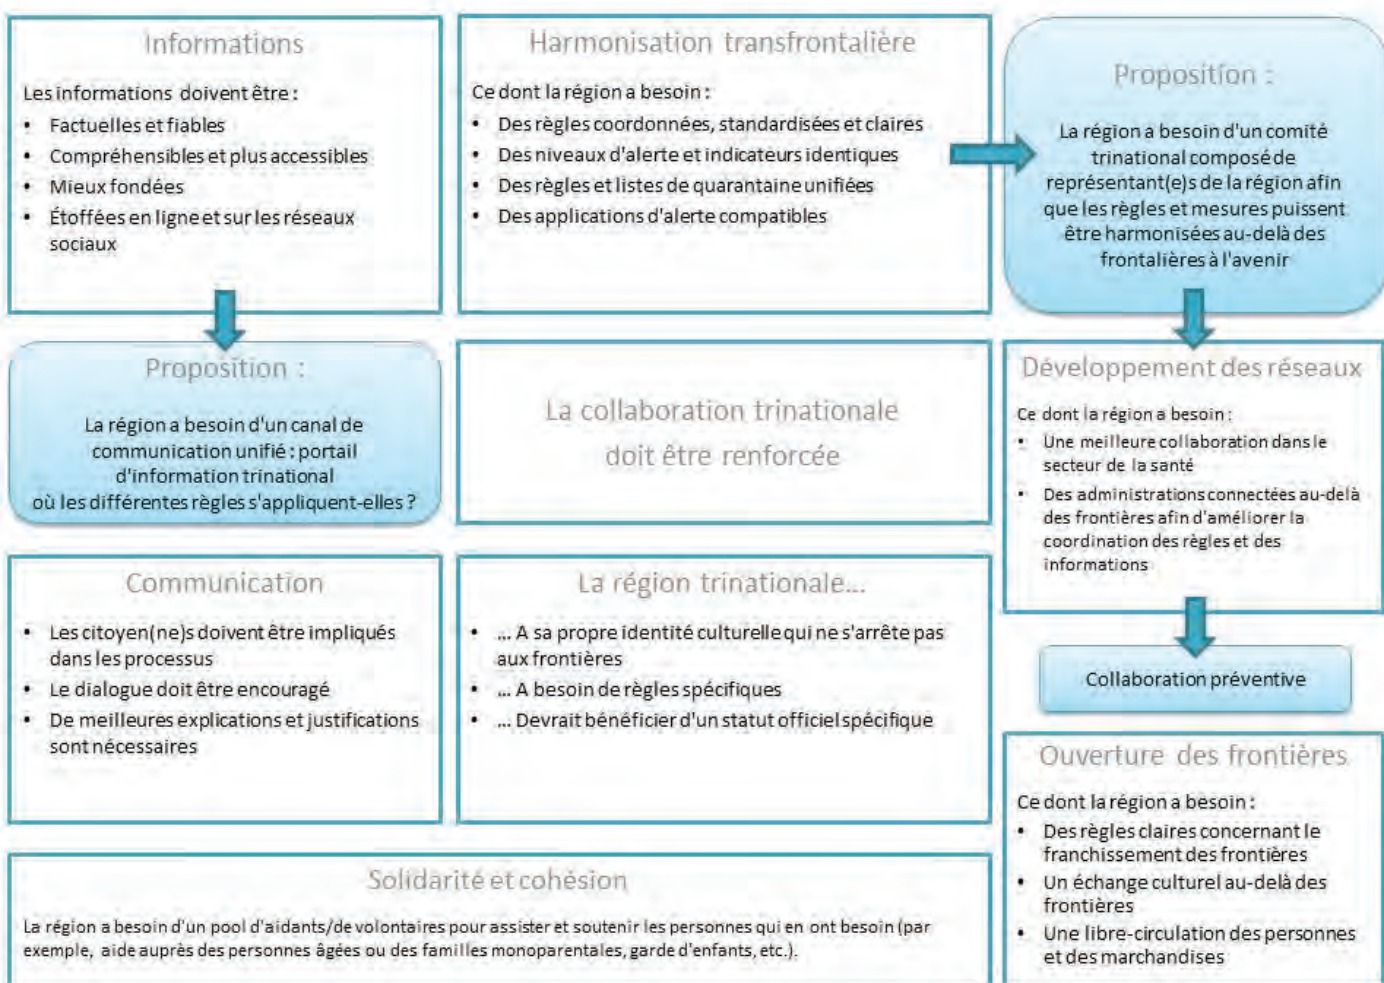 Informations
Les informations doivent être :
• Factuelles et fiables
• Compréhensibles et plus accessibles
• Mieux fondées
• Étoffées en ligne et sur les réseaux
sociaux
Harmonisation transfrontalière
Ce dont la région a besoin :
• Des règles coordonnées, standardisées et claires
• Des niveaux d'alerte et indicateurs identiques
• Des règles et listes de quarantaine unifiées
• Des applications d'alerte compatibles
Proposition :
La région a besoin d'un comité
trinational composé de
représentant(e)s de la région afin
que les règles et mesures puissent
être harmonisées au-delà des
frontalières à l'avenir
Proposition :
La région a besoin d'un canal de
communication unifié : portail
d'information trinational
où les différentes règles s'appliquent-elles ?
La collaboration trinationale
doit être renforcée
Développement des réseaux
Ce dont la région a besoin :
• Une meilleure collaboration dans le
secteur de la santé
• Des administrations connectées au-delà
des frontières afin d'améliorer la
coordination des règles et des
informations
Communication
• Les citoyen(ne)s doivent être impliqués
dans les processus
• Le dialogue doit être encouragé
• De meilleures explications et justifications
sont nécessaires
La région trinationale...
• ... A sa propre identité culturelle qui ne s'arrête pas
aux frontières
• ... A besoin de règles spécifiques
• ... Devrait bénéficier d'un statut officiel spécifique
Collaboration préventive
Ouverture des frontières
Ce dont la région a besoin :
• Des règles claires concernant le
franchissement des frontières
• Un échange culturel au-delà des
frontières
• Une libre-circulation des personnes
et des marchandises
Solidarité et cohésion
La région a besoin d'un pool d'aidants/de volontaires pour assister et soutenir les personnes qui en ont besoin (par
exemple, aide auprès des personnes âgées ou des familles monoparentales, garde d'enfants, etc.).